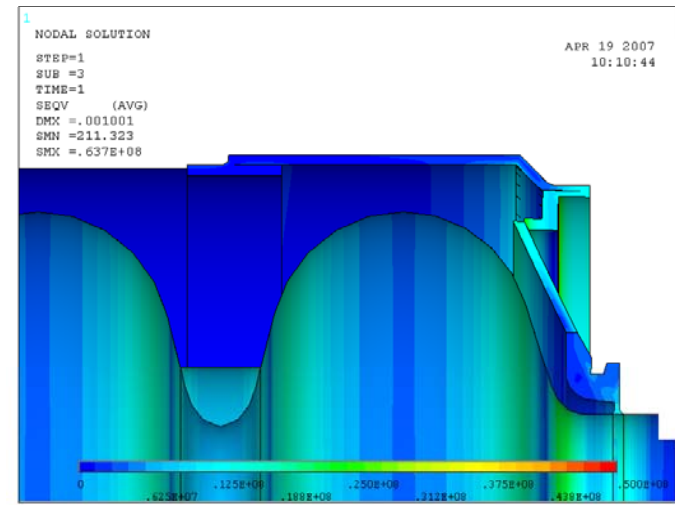 1
NODAL SOLUTION
STEP=1
SUB =3
TIME=1
SEQV (AVG)
DMX =.001001
SMN =211.323
SMX =.637E+08
APR 19 2007
10:10:44
0 .125E+08 .250E+08 .375E+08 .500E+08
.625E+07 .188E+08 .312E+08 .438E+08